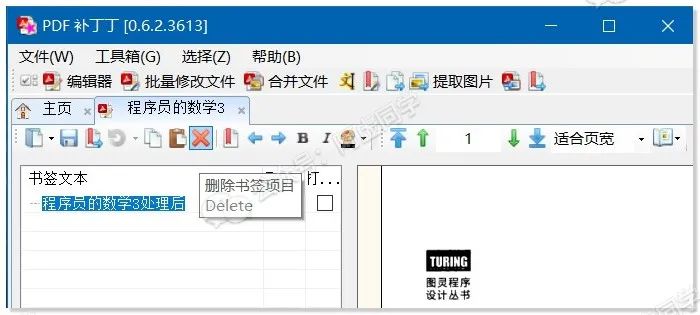 PDF 补丁丁 [0.6.2.3613]
文件(W) 工具箱(G) 选择(Z) 帮助(B)
编辑器 批量修改文件 合并文件 提取图片
主页 程序员的数学3
B I 1 适合页宽
书签文本 打...
删除书签项目
Delete
程序员的数学3处理后
TURING
图灵程序
设计丛书